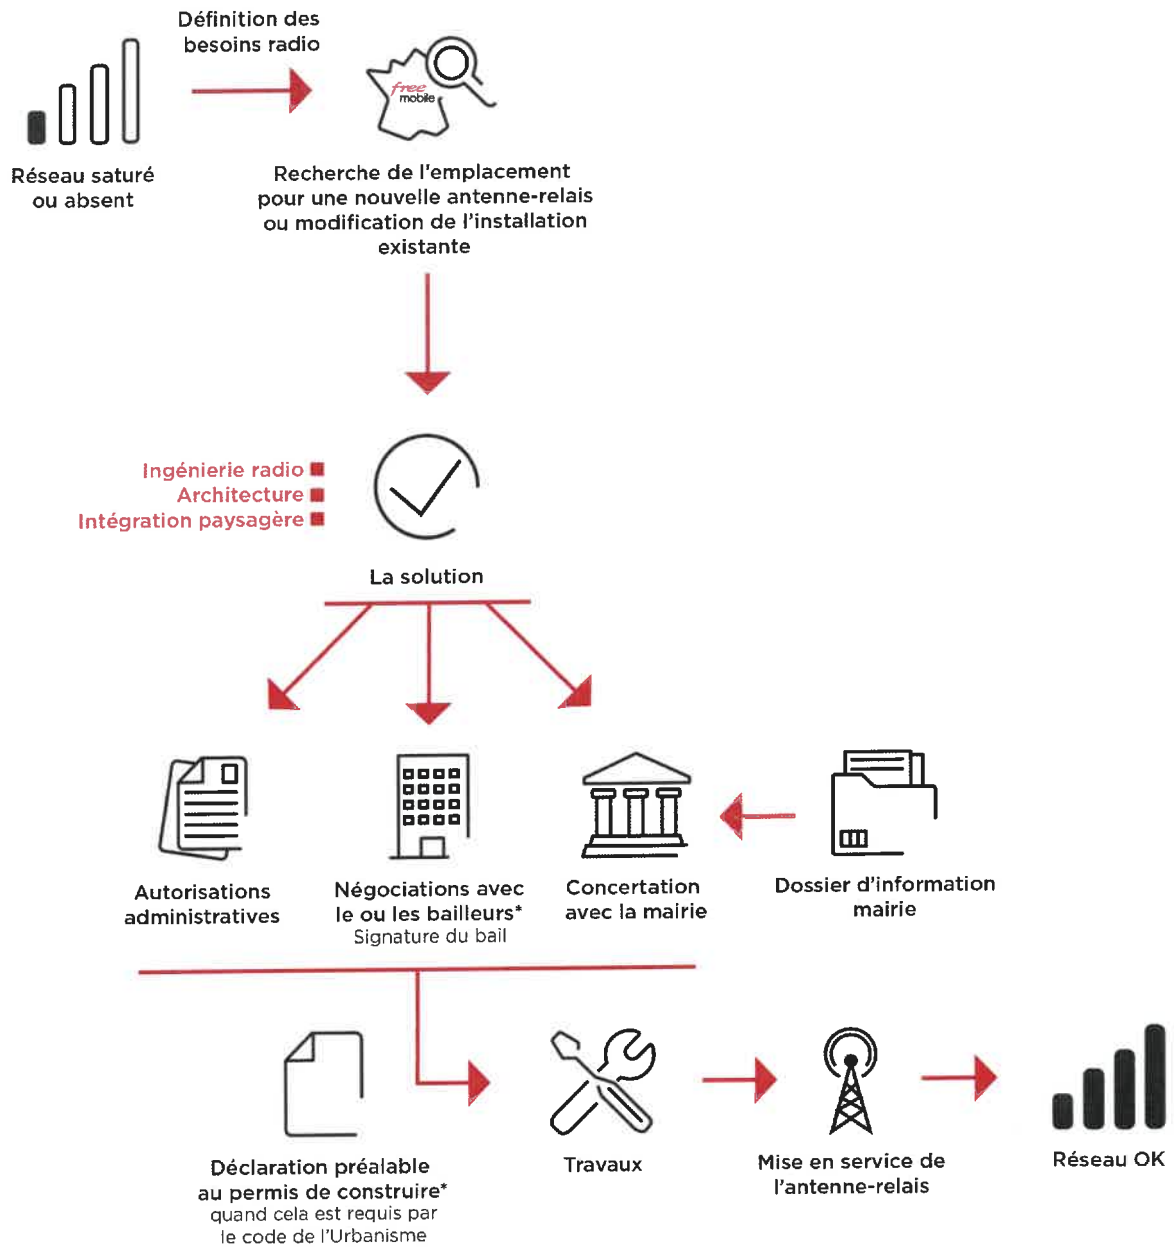 Définition des
besoins radio
free
mobile
Réseau saturé
ou absent
Recherche de l'emplacement
pour une nouvelle antenne-relais
ou modification de l'installation
existante
Ingénierie radio
Architecture
Intégration paysagère
La solution
Autorisations
administratives
Négociations avec
le ou les bailleurs*
Signature du bail
Concertation
avec la mairie
Dossier d'information
mairie
Déclaration préalable
au permis de construire*
quand cela est requis par
le code de l'Urbanisme
Travaux
Mise en service de
l'antenne-relais
Réseau OK